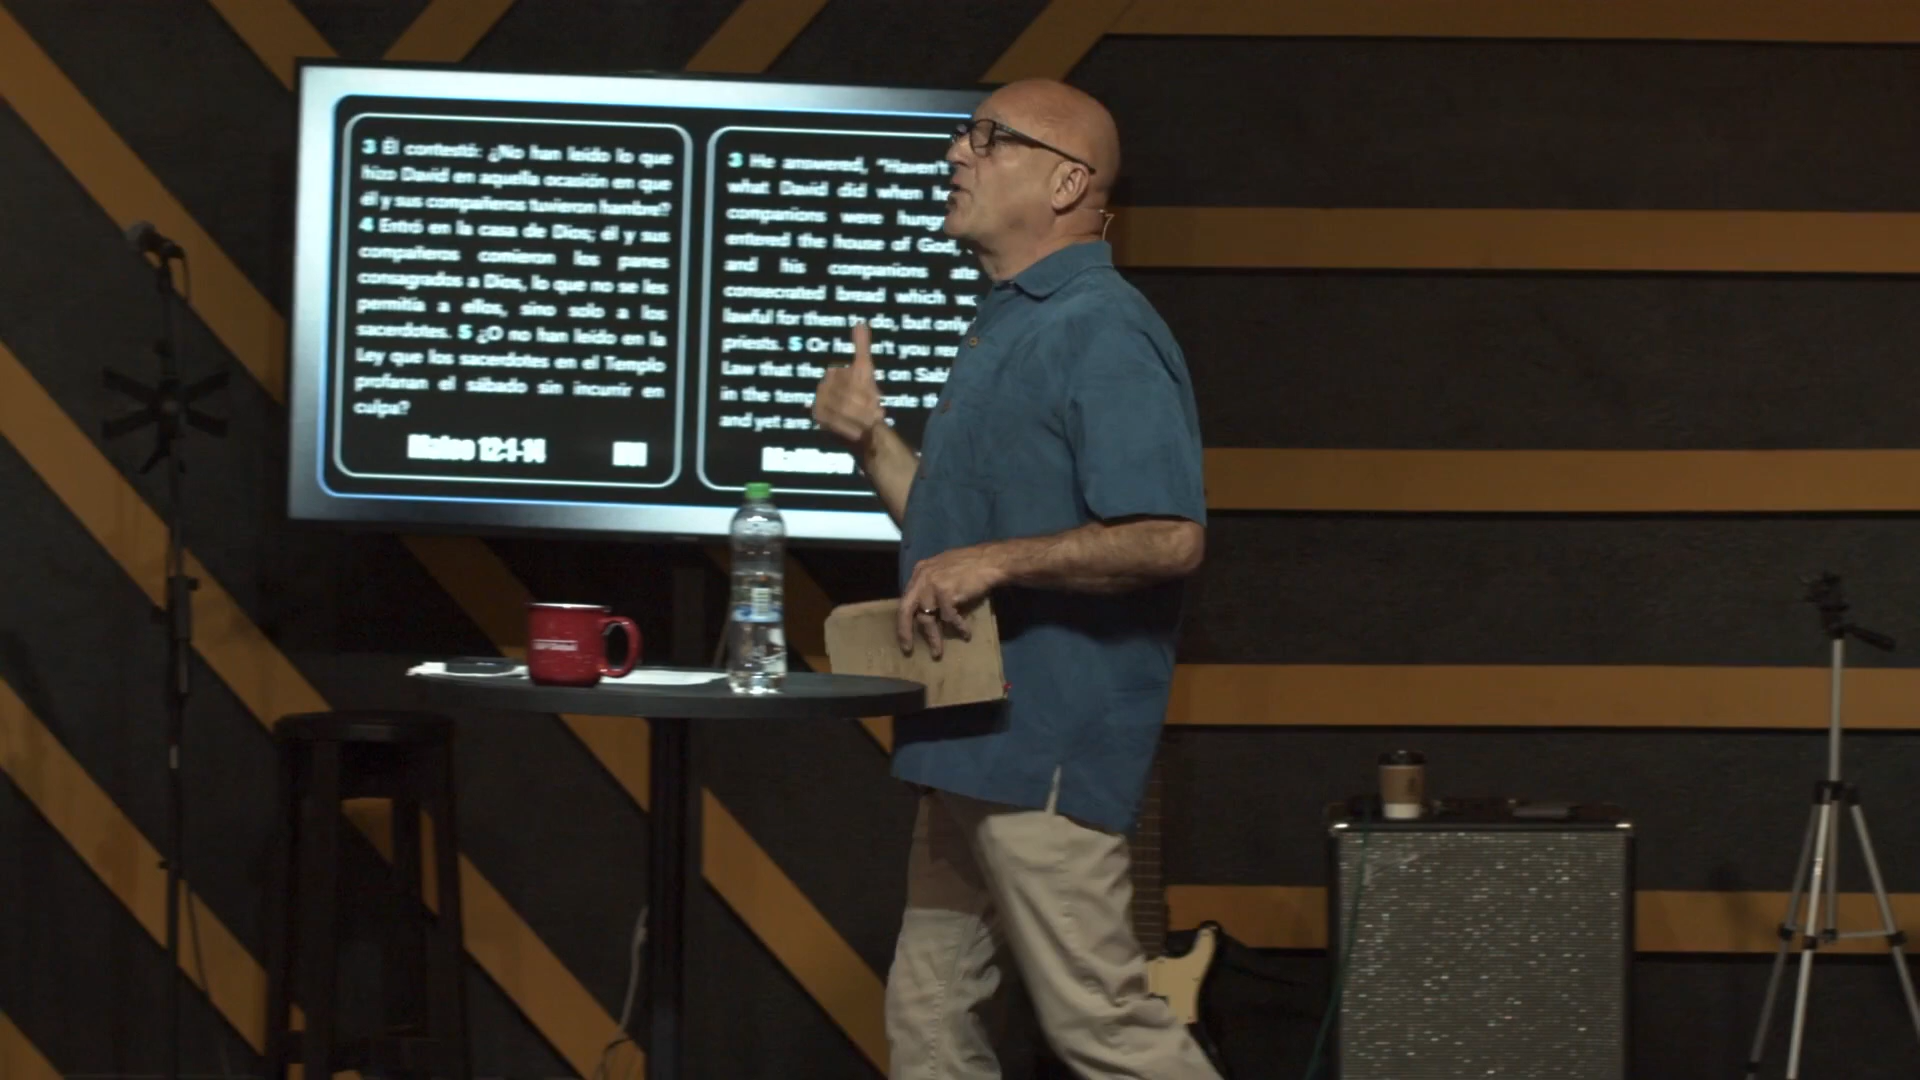 3 Él contestó: ¿No han leído lo que
hizo David en aquella ocasión en que
él y sus compañeros tuvieron hambre?
4 Entró en la casa de Dios; él y sus
compañeros comieron los panes
consagrados a Dios, lo que no se les
permitía a ellos, sino solo a los
sacerdotes. 5 ¿O no han leído en la
Ley que los sacerdotes en el Templo
profanan el sábado sin incurrir en
culpa?
Mateo 12:1-14
3 He answered, “Haven't
what David did when
companions were
entered the house of God,
and his companions ate
consecrated bread which
lawful for them to do, but only
priests. 5 Or haven't you
Law that the on
in the
and yet are